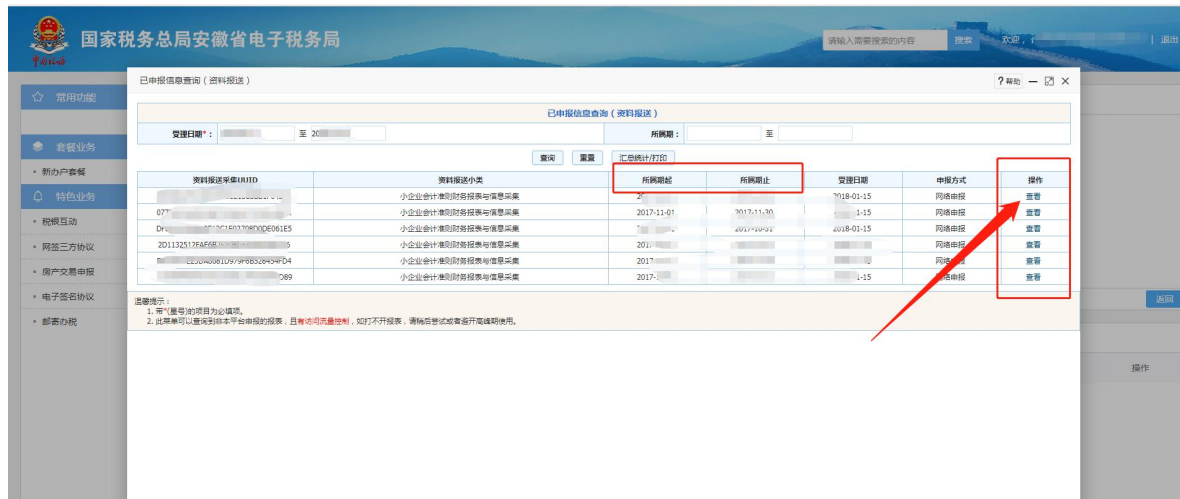 国家税务总局安徽省电子税务局
请输入需要搜索的内容 搜索 欢迎, | 退出
已申报信息查询(资料报送) ?帮助
常用功能
套餐业务
新办户套餐
特色业务
税银互动
网签三方协议
房产交易申报
电子签名协议
邮寄办税
已申报信息查询(资料报送)
受理日期*: 至 20 所属期: 至
查询 重置 汇总统计/打印
资料报送采集UUID 资料报送小类 所属期起 所属期止 受理日期 申报方式 操作
小企业会计准则财务报表与信息采集 2018-01-15 网络申报 查看
小企业会计准则财务报表与信息采集 2017-11-01 2017-11-30 1-15 网络申报 查看
小企业会计准则财务报表与信息采集 2017-10-31 2018-01-15 网络申报 查看
小企业会计准则财务报表与信息采集 网络申报 查看
小企业会计准则财务报表与信息采集 2017 网络申报 查看
D89 小企业会计准则财务报表与信息采集 2017- 1-15 网络申报 查看
温馨提示:
1. 带*(星号)的项目为必填项。
2. 此菜单可以查询到非本平台申报的报表,且有访问流量控制,如打不开报表,请稍后尝试或者避开高峰期使用。
返回
操作